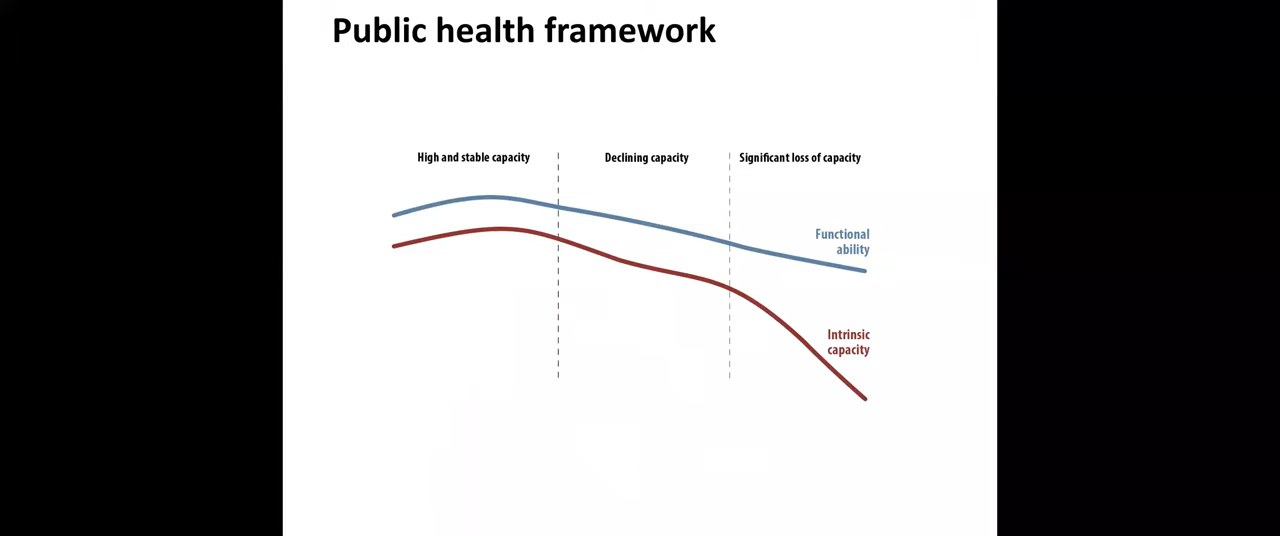 Public health framework
High and stable capacity
Declining capacity
Significant loss of capacity
Functional
ability
Intrinsic
capacity